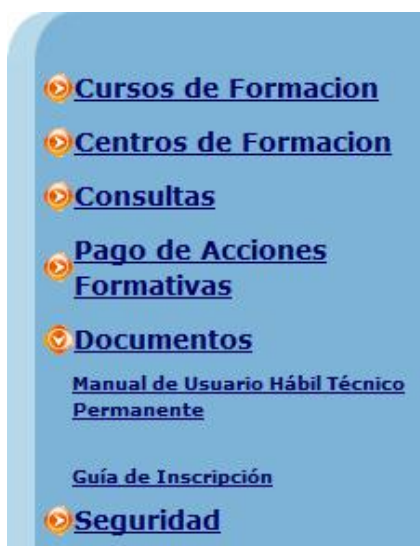 Cursos de Formacion
Centros de Formacion
Consultas
Pago de Acciones
Formativas
Documentos
Manual de Usuario Hábil Técnico
Permanente
Guía de Inscripción
Seguridad